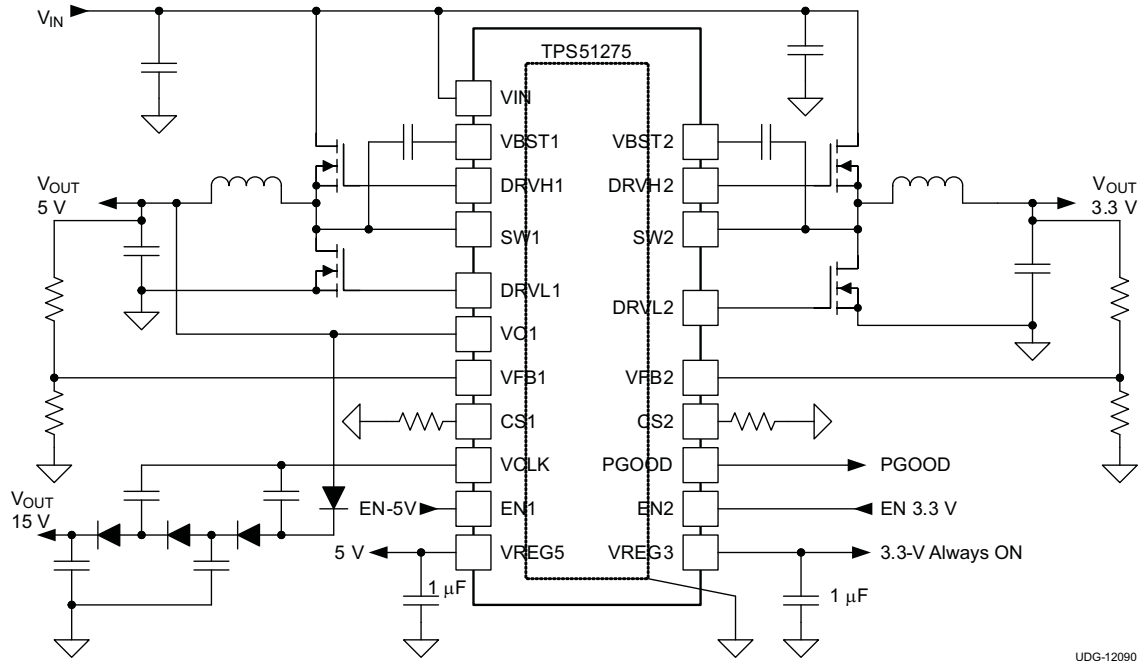 VIN
TPS51275
VIN
VBST1
VBST2
DRVH1
DRVH2
VOUT
5 V
VOUT
3.3 V
SW1
SW2
DRVL1
DRVL2
VO1
VFB1
VFB2
CS1
CS2
VCLK
PGOOD
PGOOD
VOUT
15 V
EN-5V
EN1
EN2
EN 3.3 V
5 V
VREG5
VREG3
3.3-V Always ON
1 μF
1 μF
UDG-12090